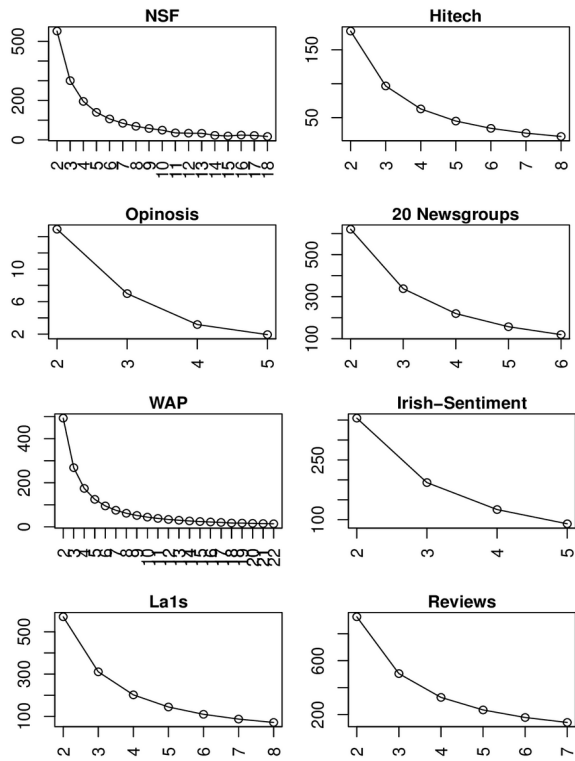 NSF
500
200
0
2 3 4 5 6 7 8 9 10 11 12 13 14 15 16 17 18
Hitech
150
50
2 3 4 5 6 7 8
Opinosis
10
6
2
2 3 4 5
20 Newsgroups
500
300
100
2 3 4 5 6
WAP
400
200
0
2 3 4 5 6 7 8 9 10 11 12 13 14 15 16 17 18 19 20 21 22
Irish−Sentiment
250
100
2 3 4 5
La1s
500
300
100
2 3 4 5 6 7 8
Reviews
600
200
2 3 4 5 6 7